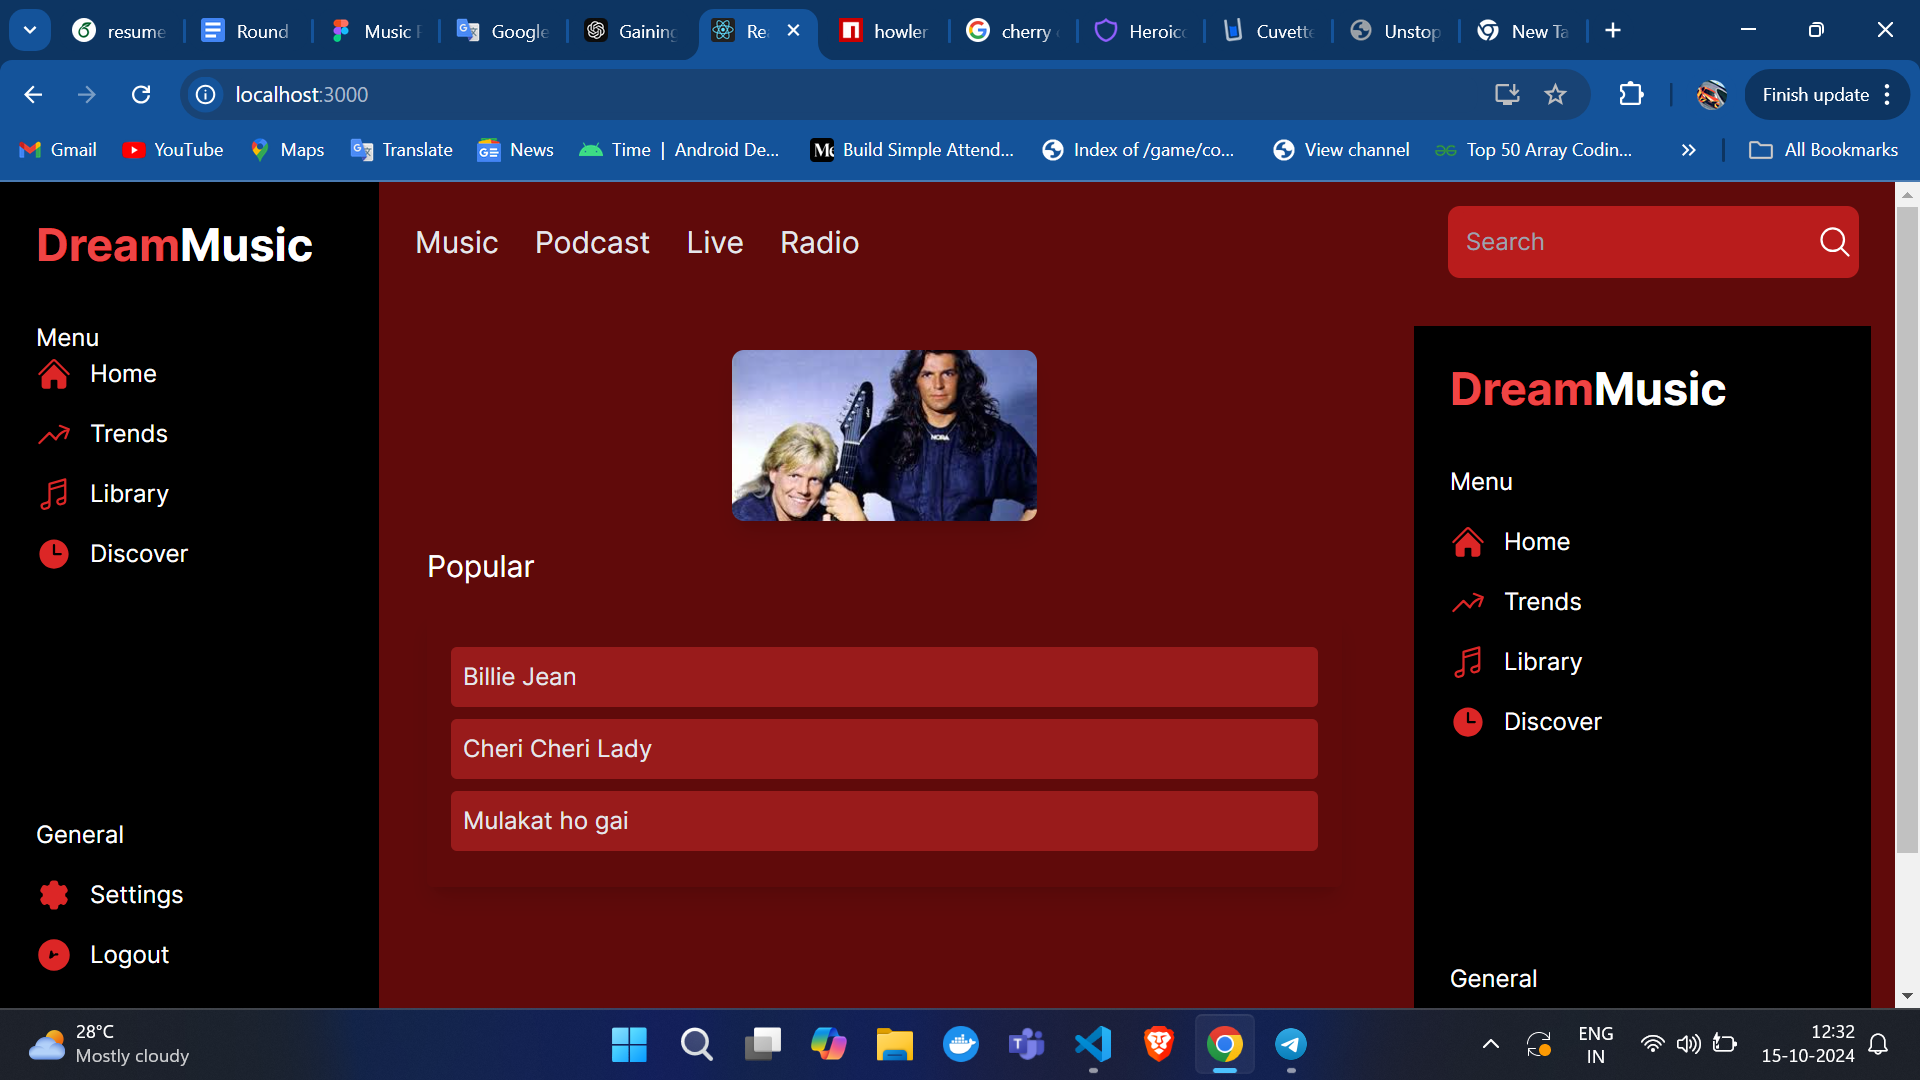 resume
Round
Music
Google
Gaining
Re
howler
cherry
Heroic
Cuvette
Unstop
New Ta
localhost:3000
Finish update
Gmail
YouTube
Maps
Translate
News
Time | Android De...
Build Simple Attend...
Index of /game/co...
View channel
Top 50 Array Codin...
All Bookmarks
DreamMusic
Music Podcast Live Radio
Search
Menu
Home
Trends
Library
Discover
General
Settings
Logout
Popular
Billie Jean
Cheri Cheri Lady
Mulakat ho gai
DreamMusic
Menu
Home
Trends
Library
Discover
General
28°C
Mostly cloudy
ENG
IN
12:32
15-10-2024